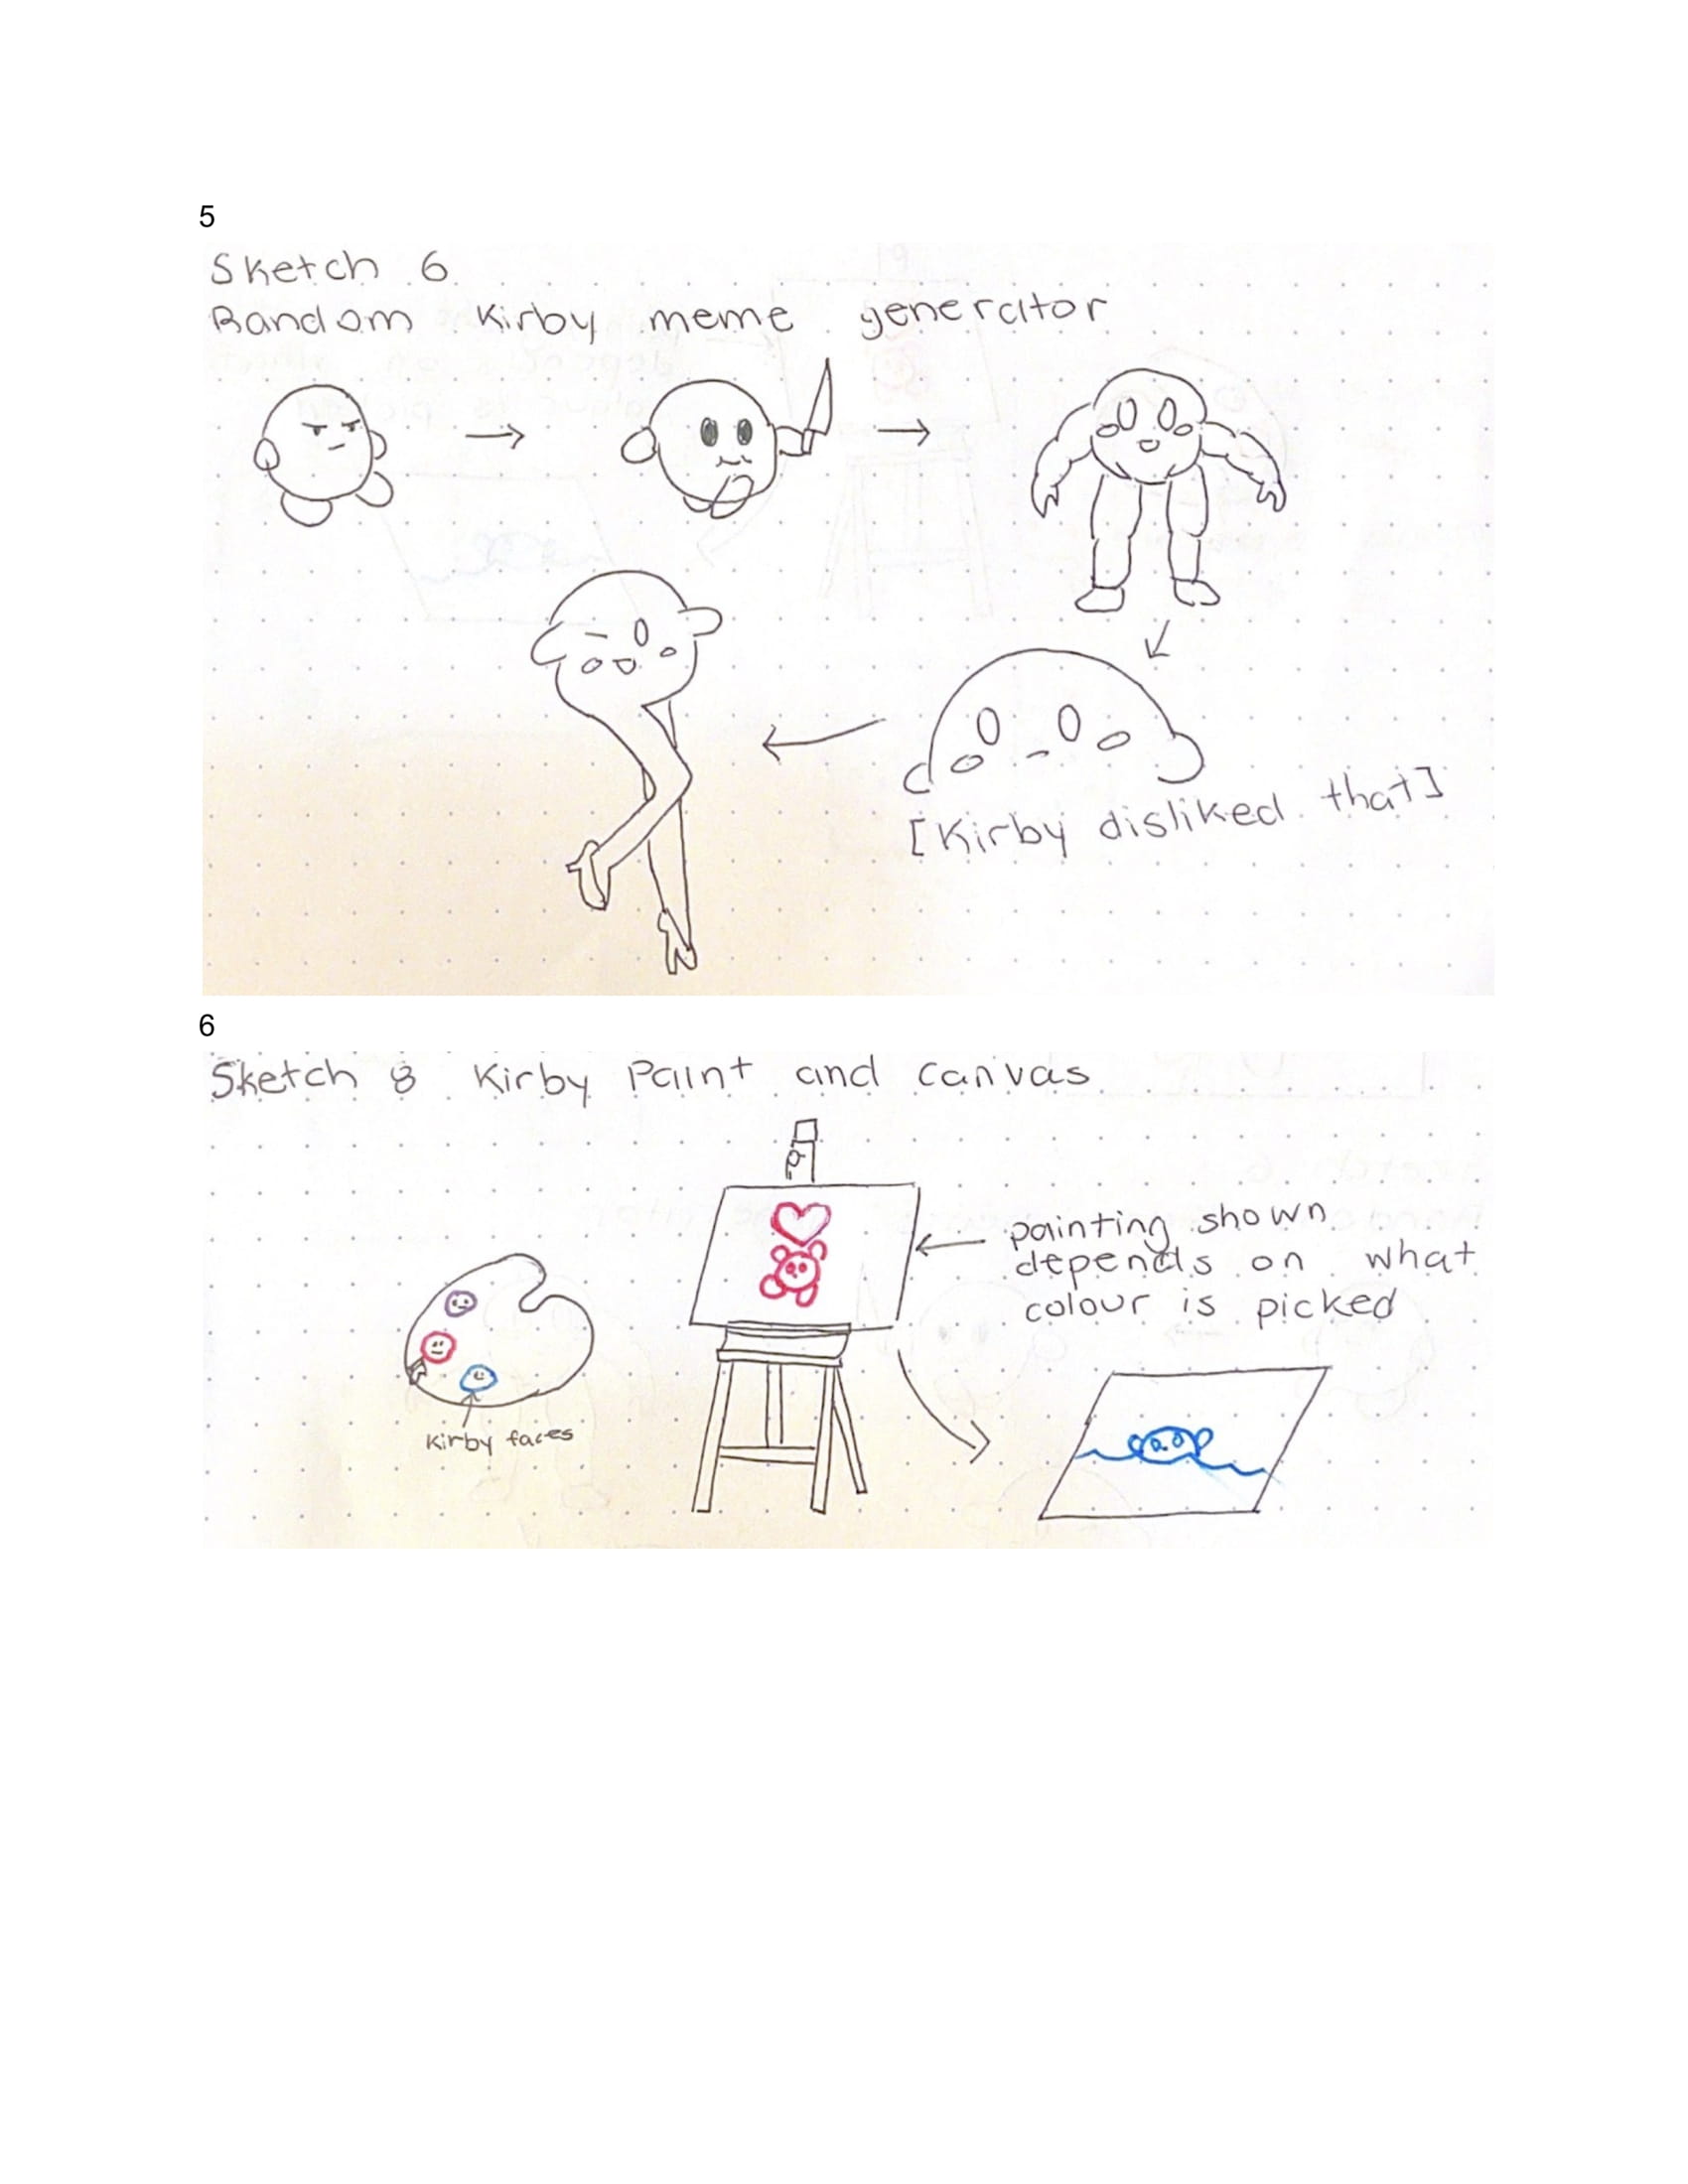 5
Sketch 6
Random Kirby meme generator
[Kirby disliked that]
6
Sketch 8 Kirby Paint and canvas
painting shown
depends on what
colour is picked
Kirby faces